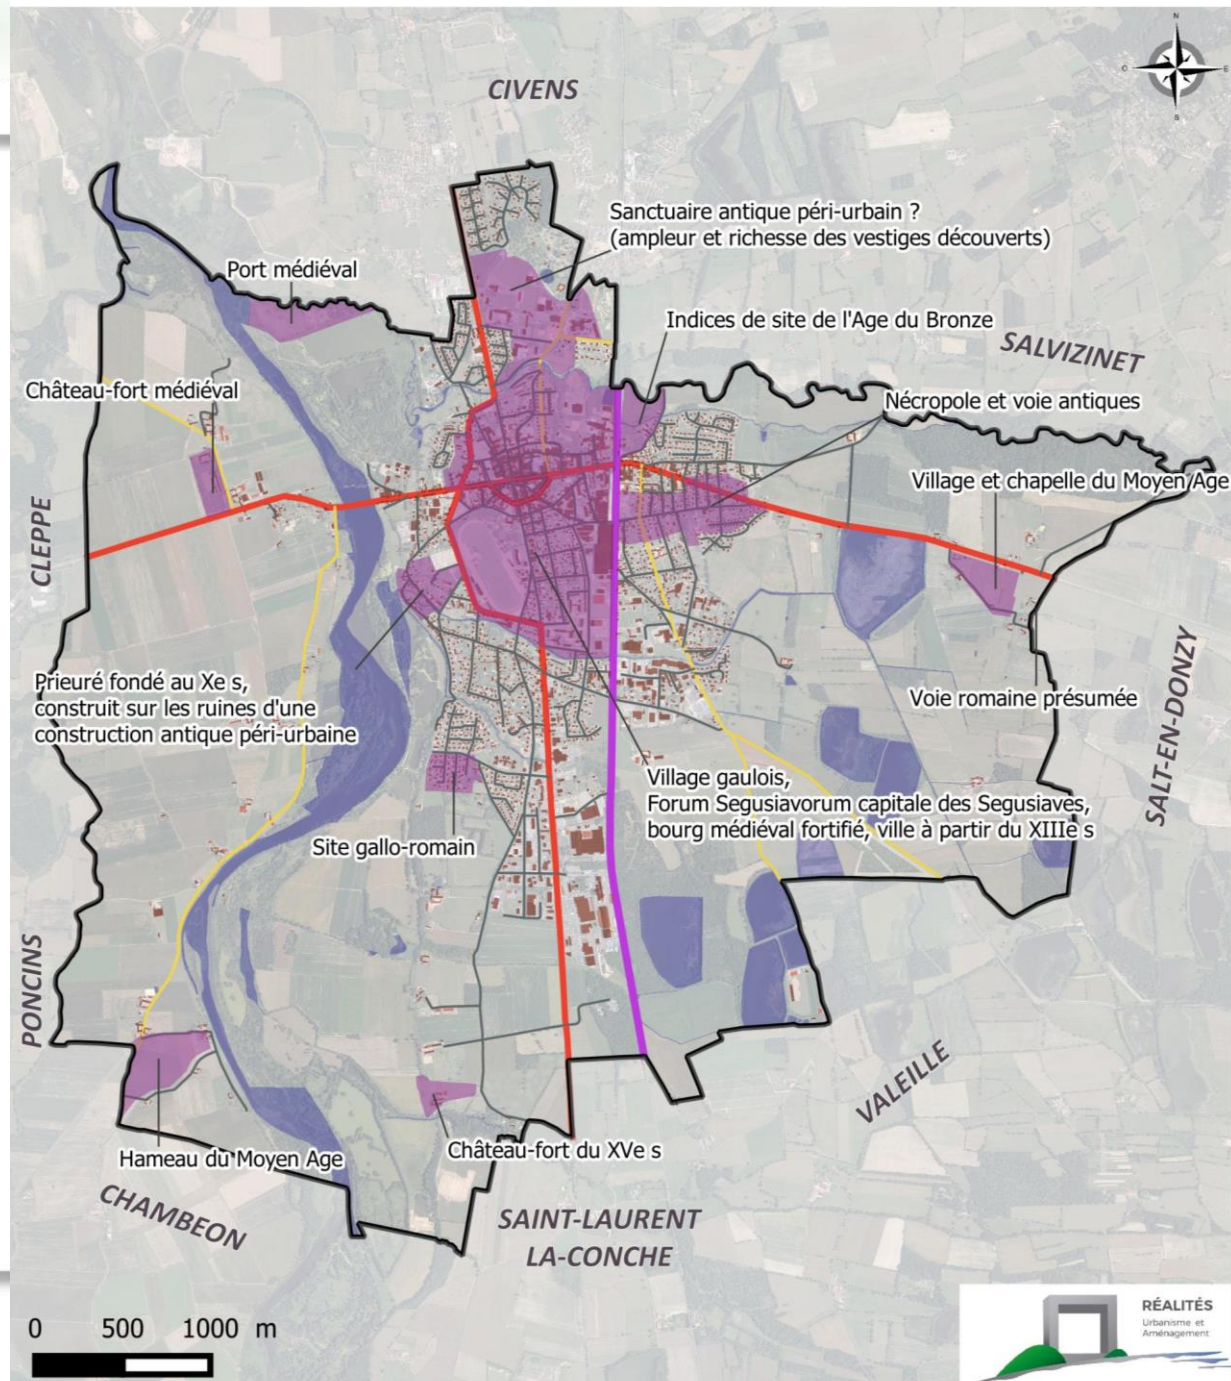 N
O
E
S
CIVENS
Sanctuaire antique péri-urbain ?
(ampleur et richesse des vestiges découverts)
Port médiéval
Indices de site de l'Age du Bronze
SALVIZINET
Château-fort médiéval
Nécropole et voie antiques
Village et chapelle du Moyen Age
CLEPPE
Prieuré fondé au Xe s,
construit sur les ruines d'une
construction antique péri-urbaine
Voie romaine présumée
SALT-EN-DONZY
Village gaulois,
Forum Segusiavorum capitale des Segusiaves,
bourg médiéval fortifié, ville à partir du XIIIe s
Site gallo-romain
PONCINS
VALEILLE
Château-fort du XVe s
Hameau du Moyen Age
CHAMBEON
SAINT-LAURENT
LA-CONCHE
0 500 1000 m
RÉALITÉS
Urbanisme et
Aménagement